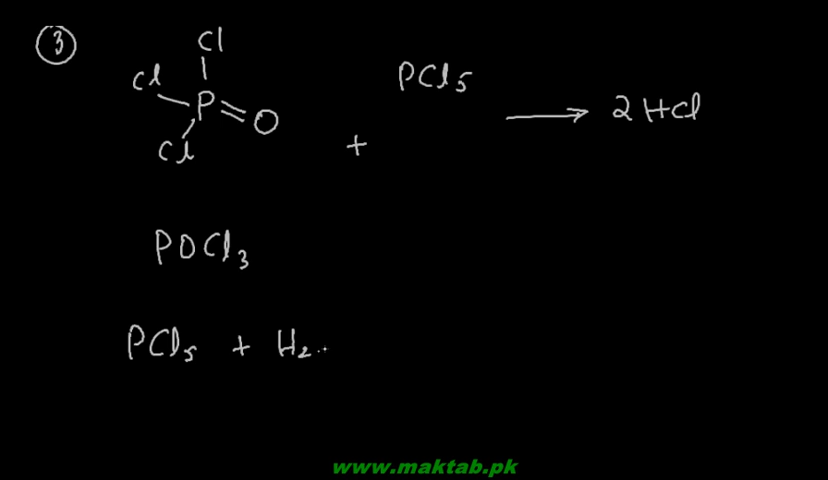 3
Cl
Cl PCl5
P=O → 2HCl
Cl +
POCl3
PCl5 + H2
www.maktab.pk